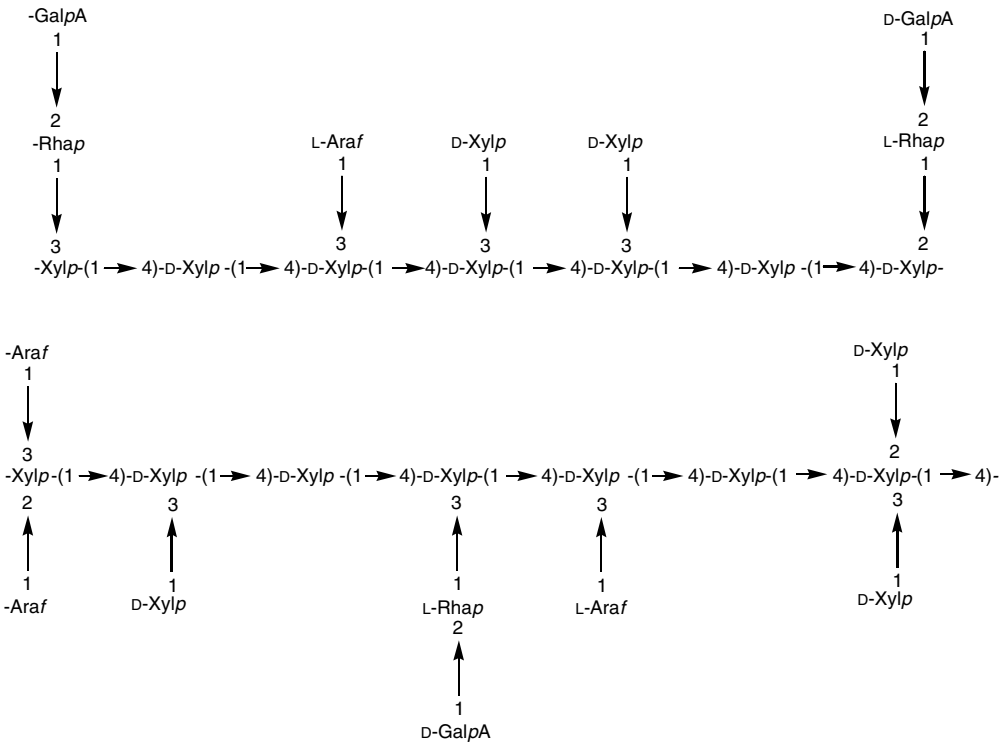 -GalpA D-GalpA
1 1
2 2
-Rhap L-Araf D-Xylp D-Xylp L-Rhap
1 1 1 1 1
3 3 3 3 2
-Xylp-(1 4)-D-Xylp -(1 4)-D-Xylp-(1 4)-D-Xylp-(1 4)-D-Xylp-(1 4)-D-Xylp -(1 4)-D-Xylp-
-Araf D-Xylp
1 1
3 2
-Xylp-(1 4)-D-Xylp -(1 4)-D-Xylp -(1 4)-D-Xylp-(1 4)-D-Xylp -(1 4)-D-Xylp-(1 4)-D-Xylp-(1 4)-
2 3 3 3 3
1 1 1 1 1
-Araf D-Xylp L-Rhap L-Araf D-Xylp
2
1
D-GalpA